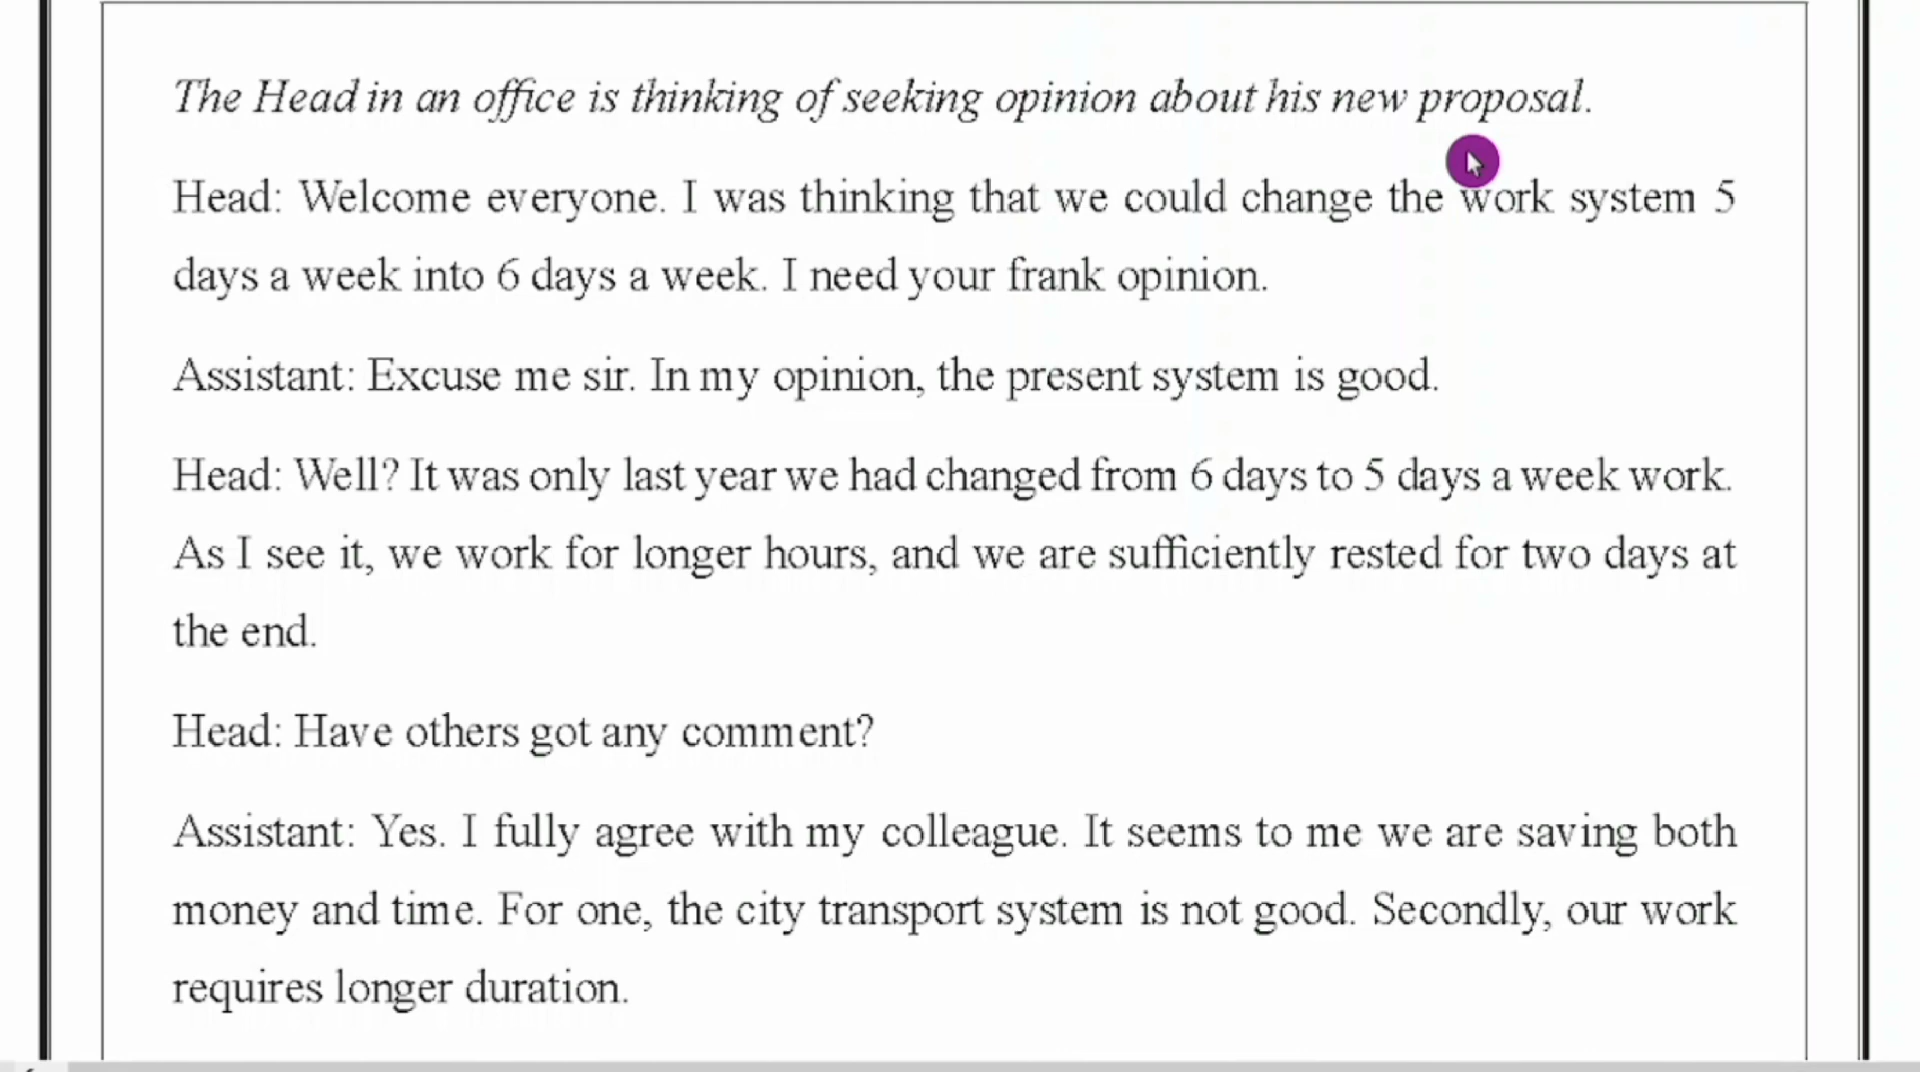 The Head in an office is thinking of seeking opinion about his new proposal.
Head: Welcome everyone. I was thinking that we could change the work system 5
days a week into 6 days a week. I need your frank opinion.
Assistant: Excuse me sir. In my opinion, the present system is good.
Head: Well? It was only last year we had changed from 6 days to 5 days a week work.
As I see it, we work for longer hours, and we are sufficiently rested for two days at
the end.
Head: Have others got any comment?
Assistant: Yes. I fully agree with my colleague. It seems to me we are saving both
money and time. For one, the city transport system is not good. Secondly, our work
requires longer duration.